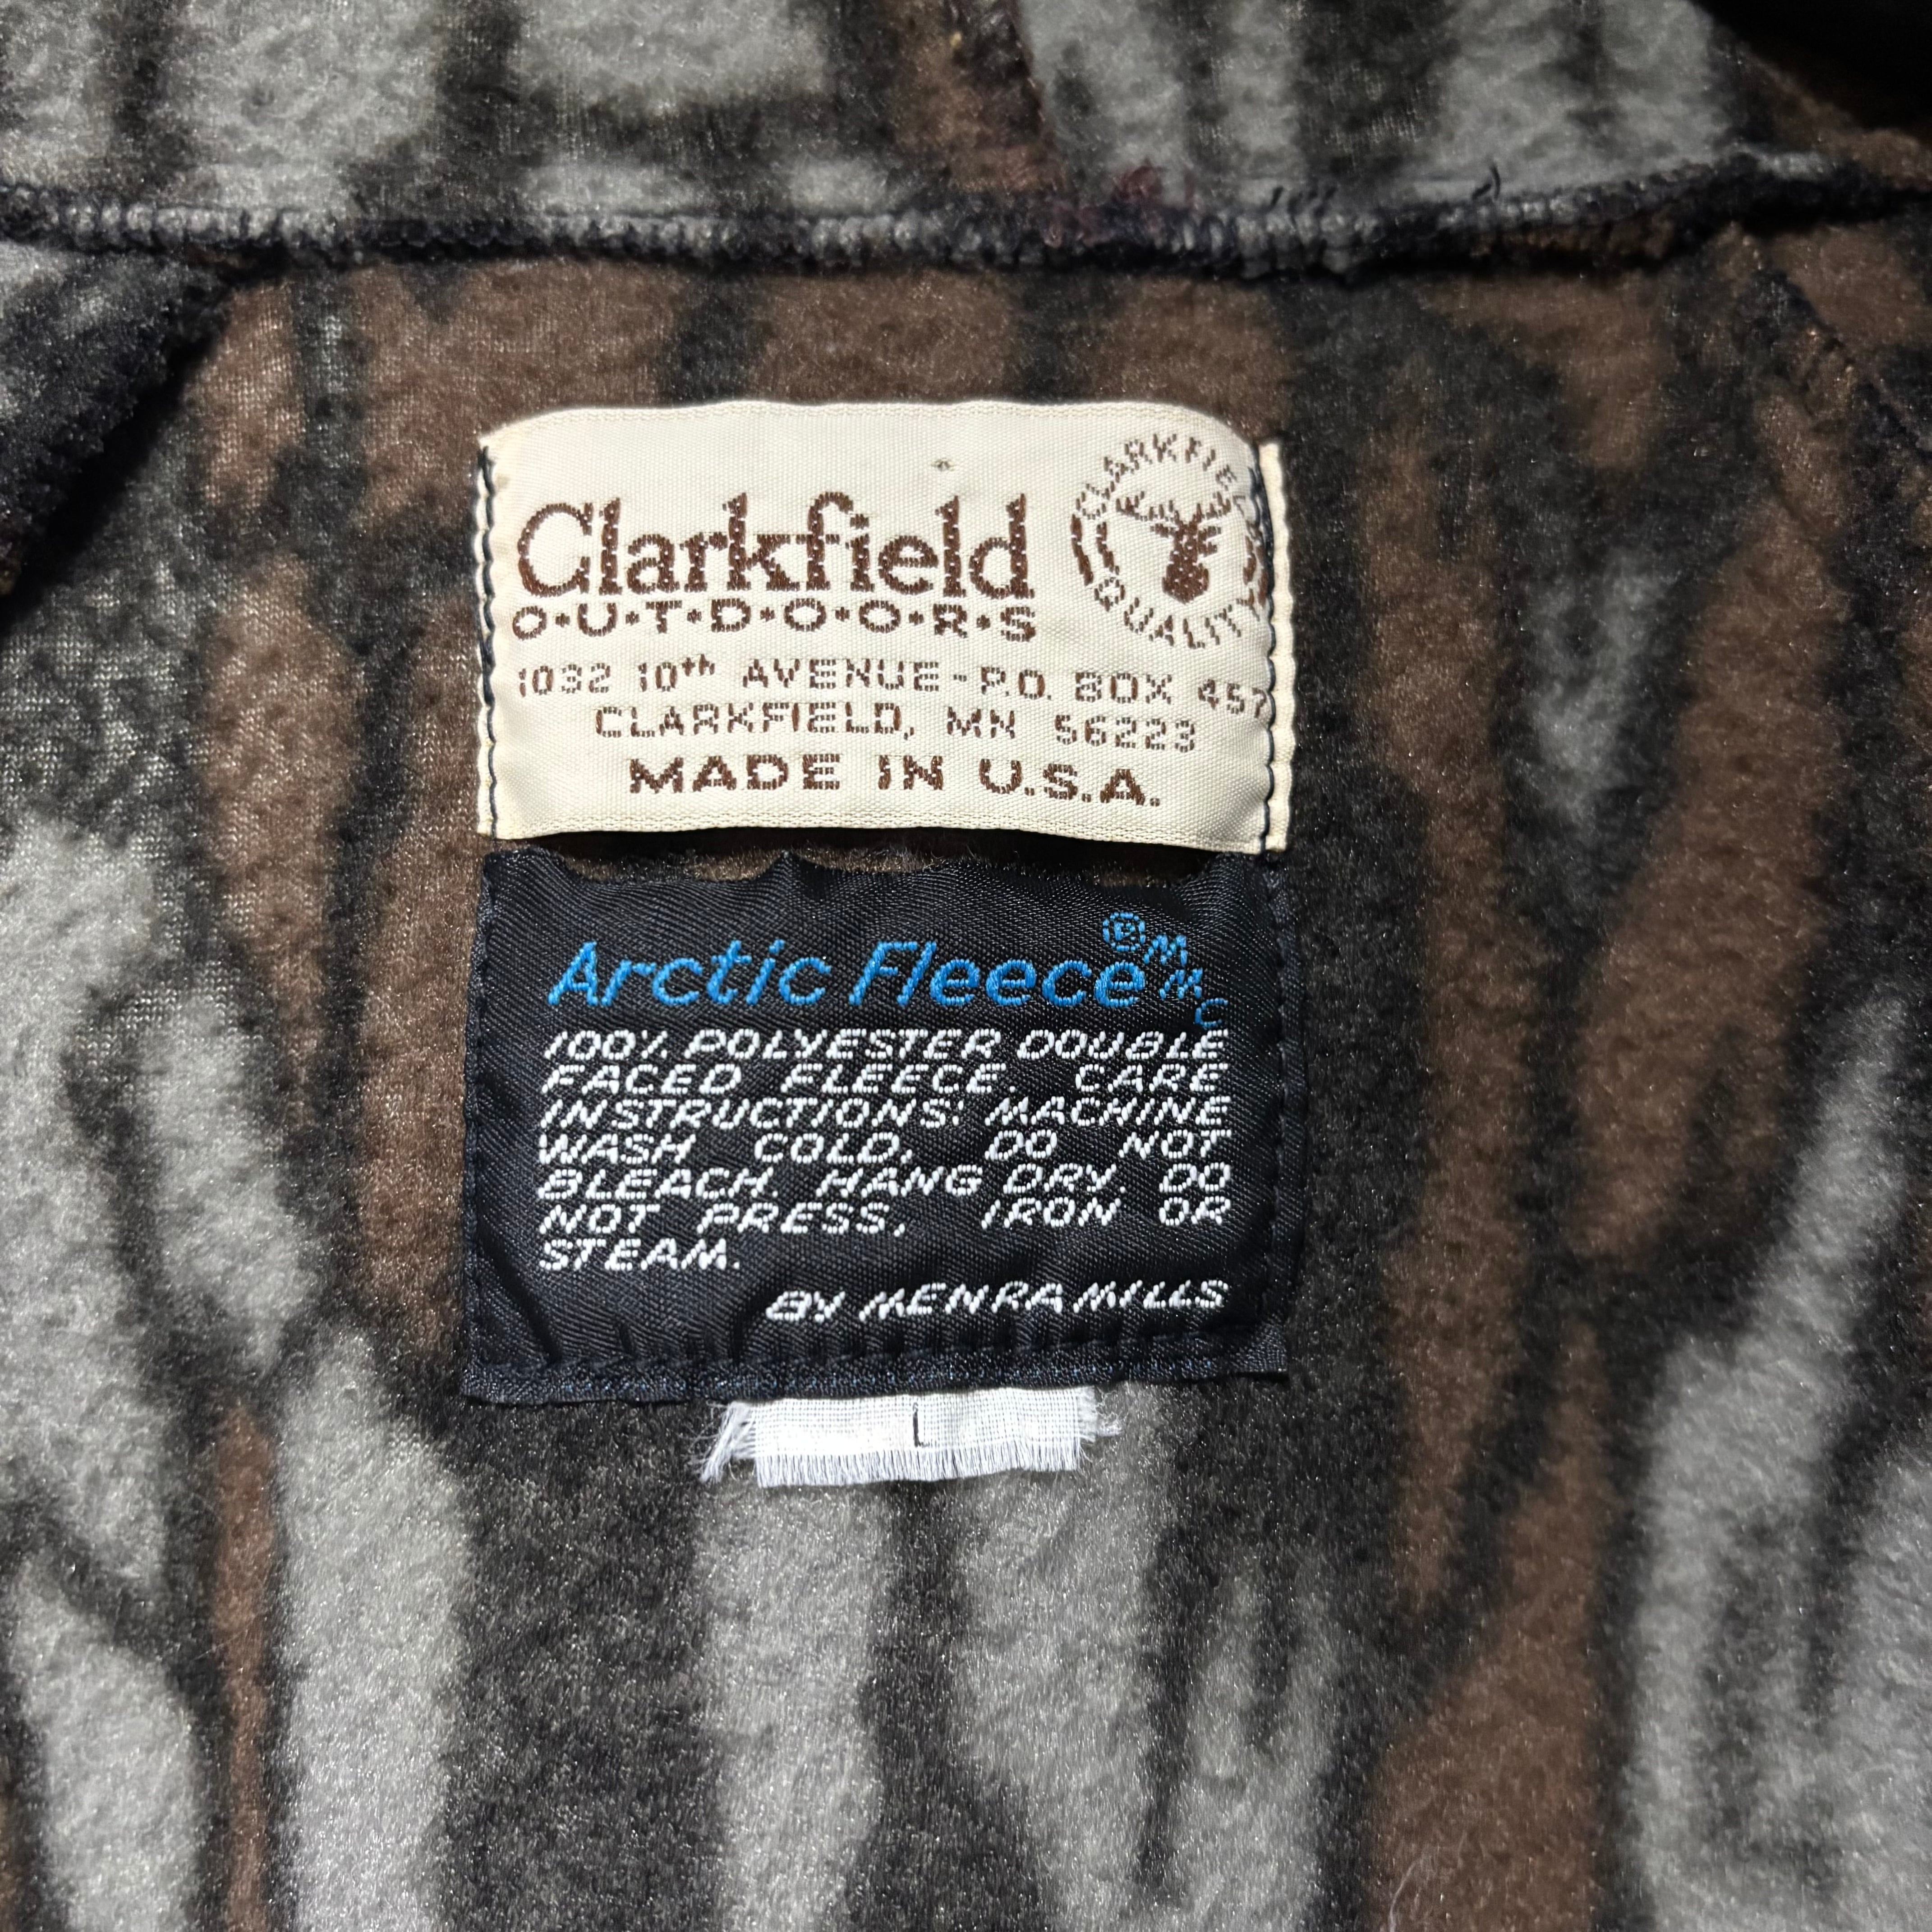 Clarkfield
O·U·T·D·O·O·R·S
CLARKFIELD
QUALITY
1032 10th AVENUE - P.O. BOX 457
CLARKFIELD, MN 56223
MADE IN U.S.A.
Arctic Fleece® MMC
100% POLYESTER DOUBLE
FACED FLEECE. CARE
INSTRUCTIONS: MACHINE
WASH COLD, DO NOT
BLEACH. HANG DRY. DO
NOT PRESS, IRON OR
STEAM.
BY MENRA MILLS
L